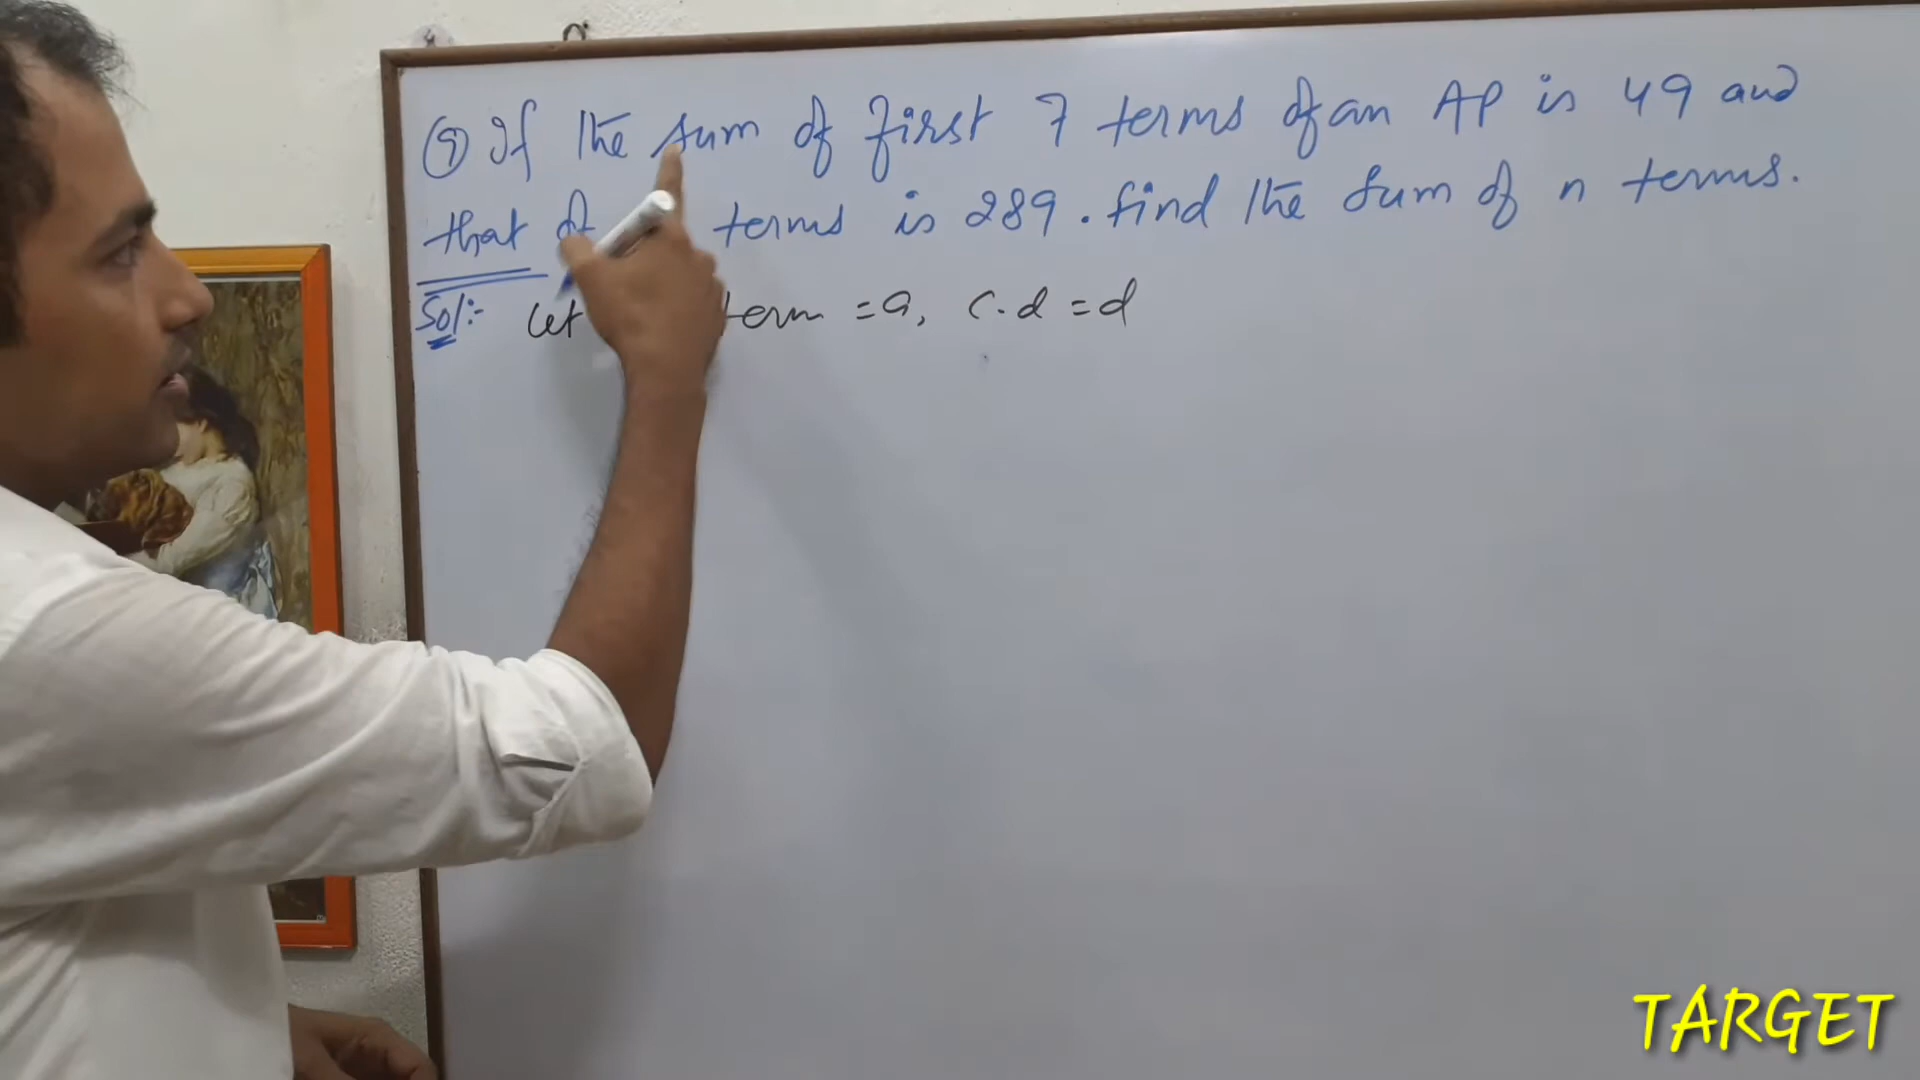 9 If the sum of first 7 terms of an AP is 49 and
that of terms is 289. find the sum of n terms.
Sol:- Let term = a, C.d = d
TARGET